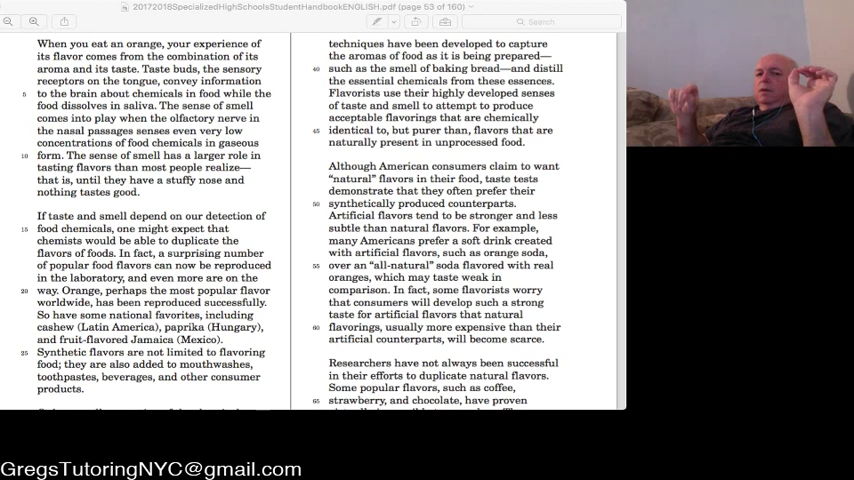 20172018SpecializedHighSchoolsStudentHandbookENGLISH.pdf (page 53 of 160)
Search
When you eat an orange, your experience of
its flavor comes from the combination of its
aroma and its taste. Taste buds, the sensory
receptors on the tongue, convey information
5 to the brain about chemicals in food while the
food dissolves in saliva. The sense of smell
comes into play when the olfactory nerve in
the nasal passages senses even very low
concentrations of food chemicals in gaseous
10 form. The sense of smell has a larger role in
tasting flavors than most people realize—
that is, until they have a stuffy nose and
nothing tastes good.
If taste and smell depend on our detection of
15 food chemicals, one might expect that
chemists would be able to duplicate the
flavors of foods. In fact, a surprising number
of popular food flavors can now be reproduced
in the laboratory, and even more are on the
20 way. Orange, perhaps the most popular flavor
worldwide, has been reproduced successfully.
So have some national favorites, including
cashew (Latin America), paprika (Hungary),
and fruit-flavored Jamaica (Mexico).
25 Synthetic flavors are not limited to flavoring
food; they are also added to mouthwashes,
toothpastes, beverages, and other consumer
products.
techniques have been developed to capture
the aromas of food as it is being prepared—
40 such as the smell of baking bread—and distill
the essential chemicals from these essences.
Flavorists use their highly developed senses
of taste and smell to attempt to produce
acceptable flavorings that are chemically
45 identical to, but purer than, flavors that are
naturally present in unprocessed food.
Although American consumers claim to want
“natural” flavors in their food, taste tests
demonstrate that they often prefer their
50 synthetically produced counterparts.
Artificial flavors tend to be stronger and less
subtle than natural flavors. For example,
many Americans prefer a soft drink created
with artificial flavors, such as orange soda,
55 over an “all-natural” soda flavored with real
oranges, which may taste weak in
comparison. In fact, some flavorists worry
that consumers will develop such a strong
taste for artificial flavors that natural
60 flavorings, usually more expensive than their
artificial counterparts, will become scarce.
Researchers have not always been successful
in their efforts to duplicate natural flavors.
Some popular flavors, such as coffee,
65 strawberry, and chocolate, have proven
GregsTutoringNYC@gmail.com